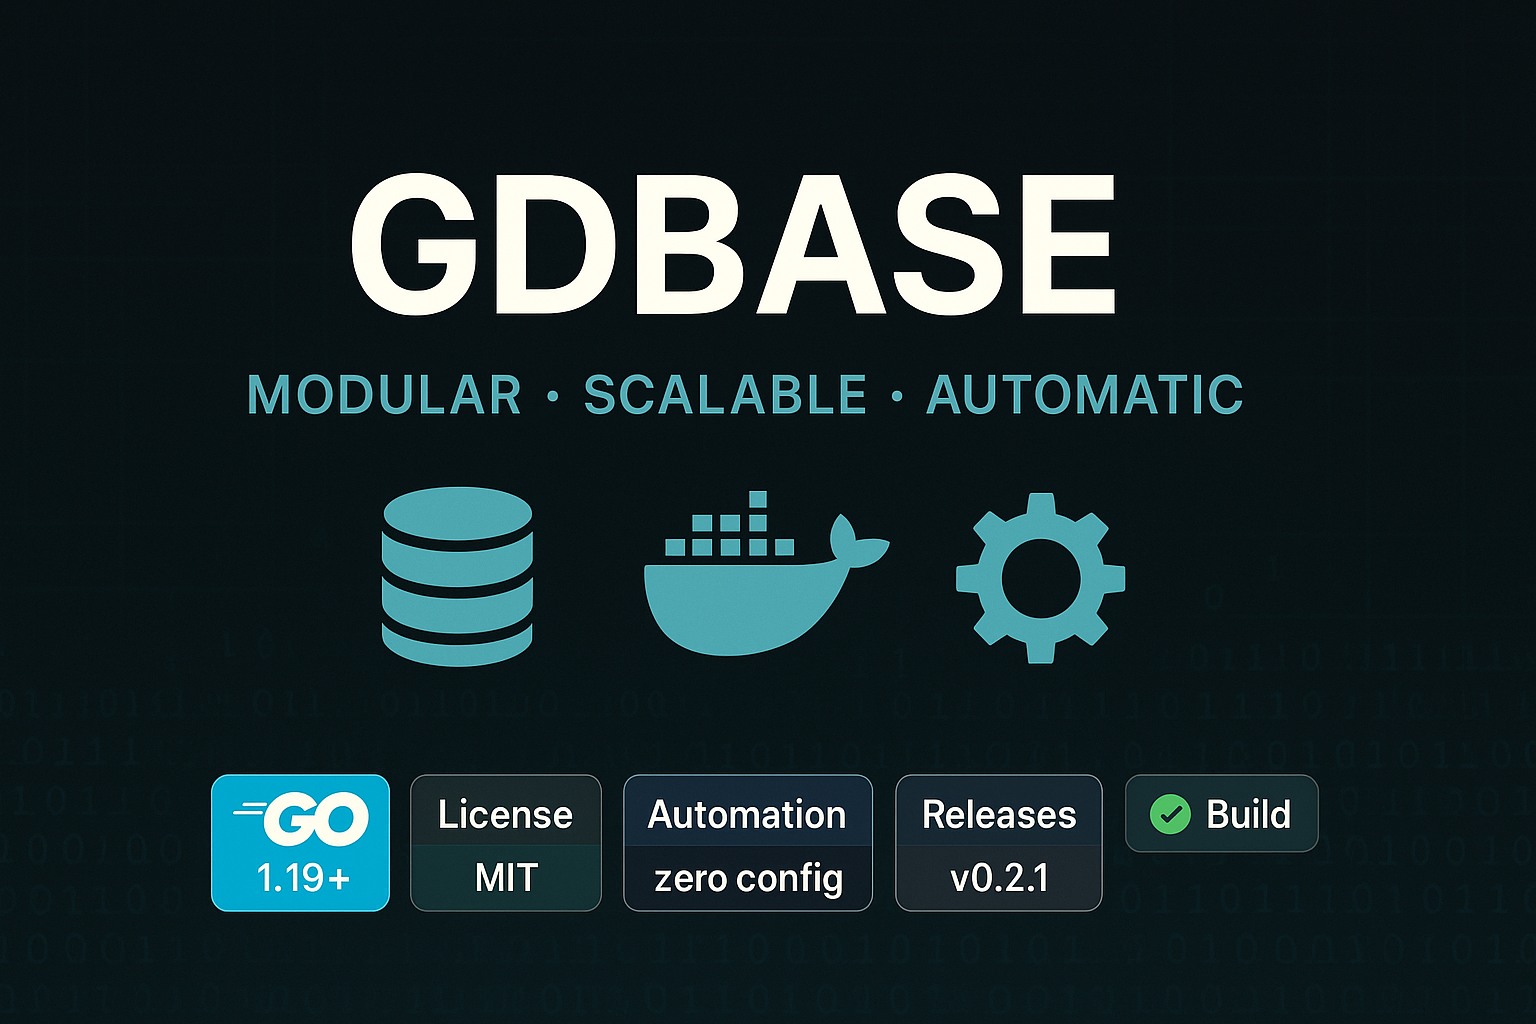 GDBASE
MODULAR · SCALABLE · AUTOMATIC
GO
1.19+
License
MIT
Automation
zero config
Releases
v0.2.1
Build